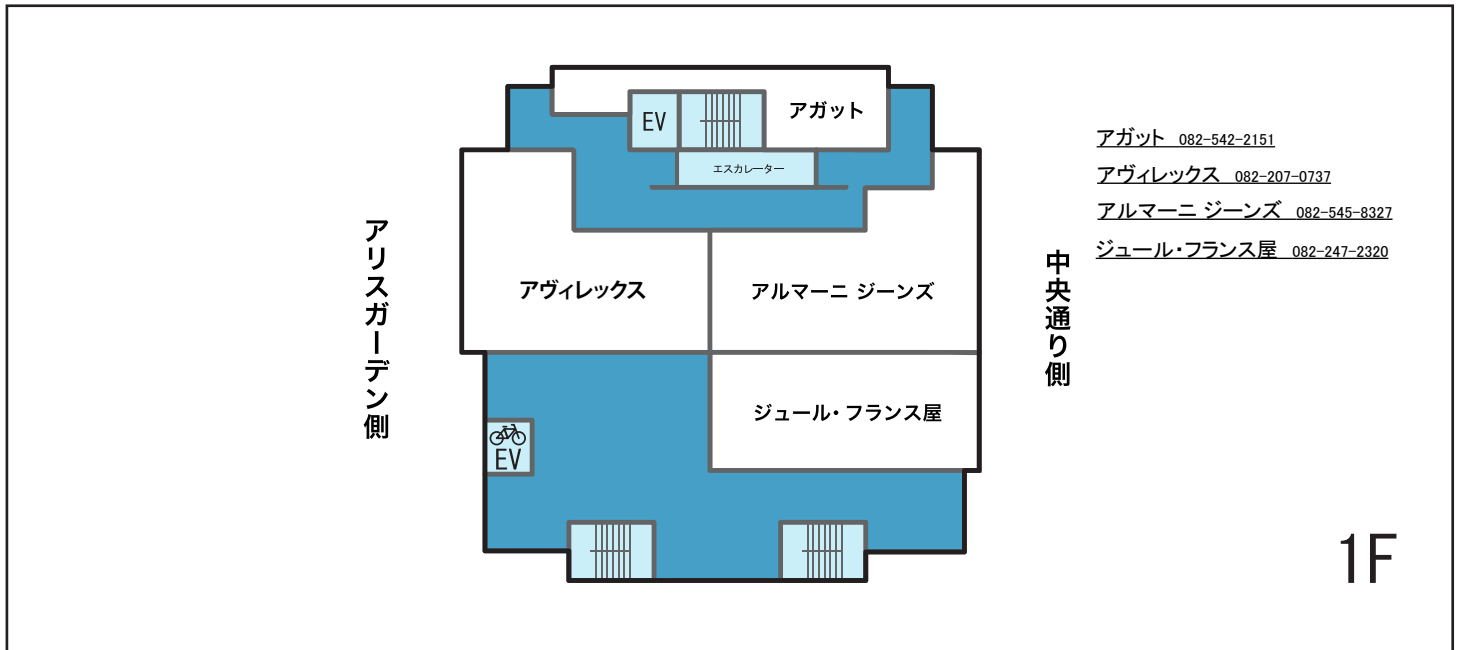 EV
アガット
エスカレーター
アヴィレックス
アルマーニ ジーンズ
ジュール・フランス屋
EV
アリスガーデン側
中央通り側
アガット 082-542-2151
アヴィレックス 082-207-0737
アルマーニ ジーンズ 082-545-8327
ジュール・フランス屋 082-247-2320
1F